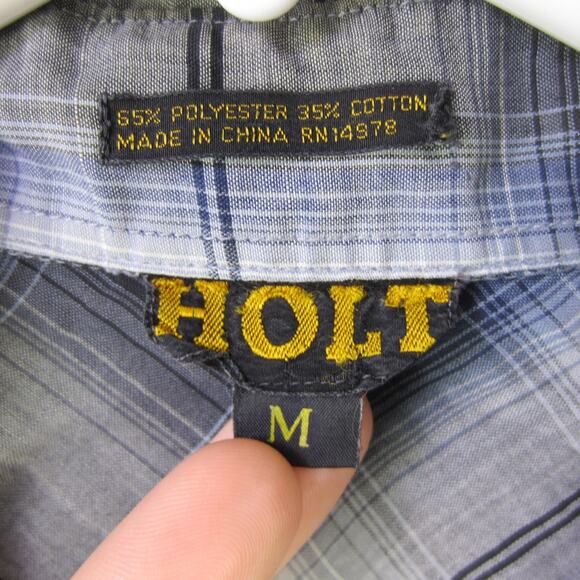 65% POLYESTER 35% COTTON
MADE IN CHINA RN14978
HOLT
M